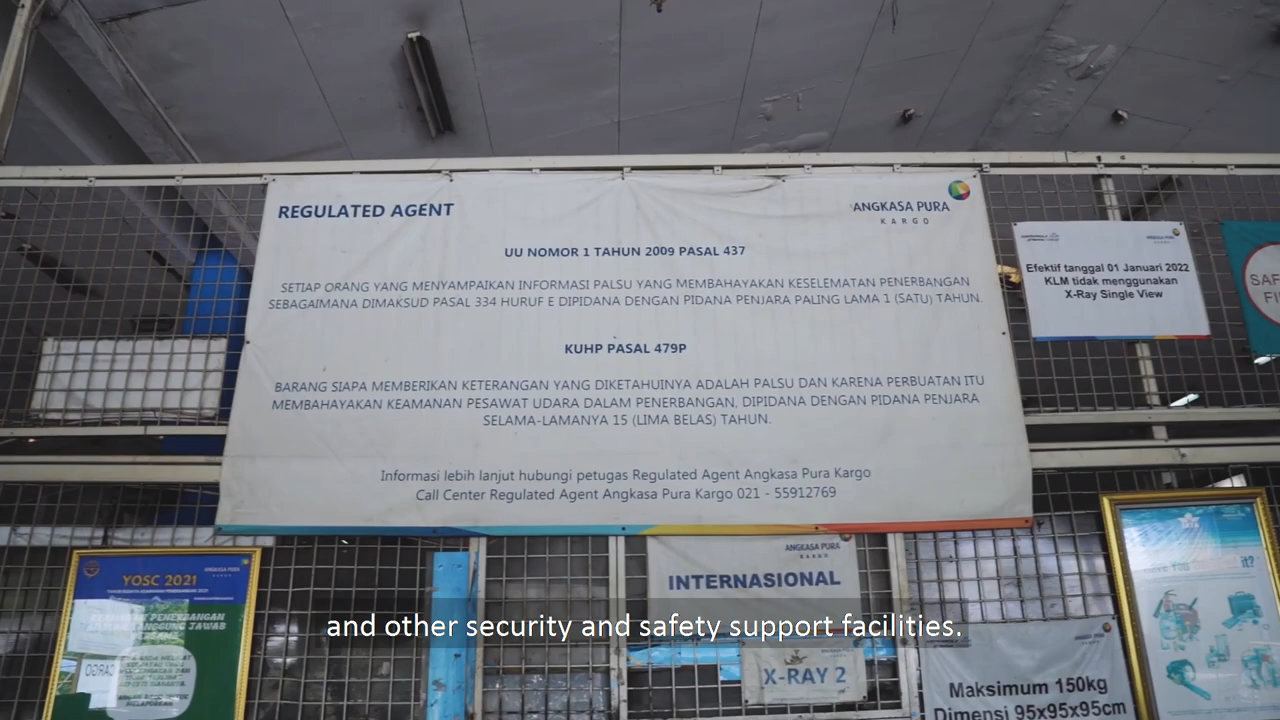 REGULATED AGENT
ANGKASA PURA
KARGO
UU NOMOR 1 TAHUN 2009 PASAL 437
SETIAP ORANG YANG MENYAMPAIKAN INFORMASI PALSU YANG MEMBAHAYAKAN KESELEMATAN PENERBANGAN
SEBAGAIMANA DIMAKSUD PASAL 334 HURUF E DIPIDANA DENGAN PIDANA PENJARA PALING LAMA 1 (SATU) TAHUN.
KUHP PASAL 479P
BARANG SIAPA MEMBERIKAN KETERANGAN YANG DIKETAHUINYA ADALAH PALSU DAN KARENA PERBUATAN ITU
MEMBAHAYAKAN KEAMANAN PESAWAT UDARA DALAM PENERBANGAN, DIPIDANA DENGAN PIDANA PENJARA
SELAMA-LAMANYA 15 (LIMA BELAS) TAHUN.
Informasi lebih lanjut hubungi petugas Regulated Agent Angkasa Pura Kargo
Call Center Regulated Agent Angkasa Pura Kargo 021 - 55912769
Efektif tanggal 01 Januari 2022
KLM tidak menggunakan
X-Ray Single View
YOSC 2021
ANGKASA PURA
KARGO
INTERNASIONAL
X-RAY 2
Maksimum 150kg
Dimensi 95x95x95cm
and other security and safety support facilities.